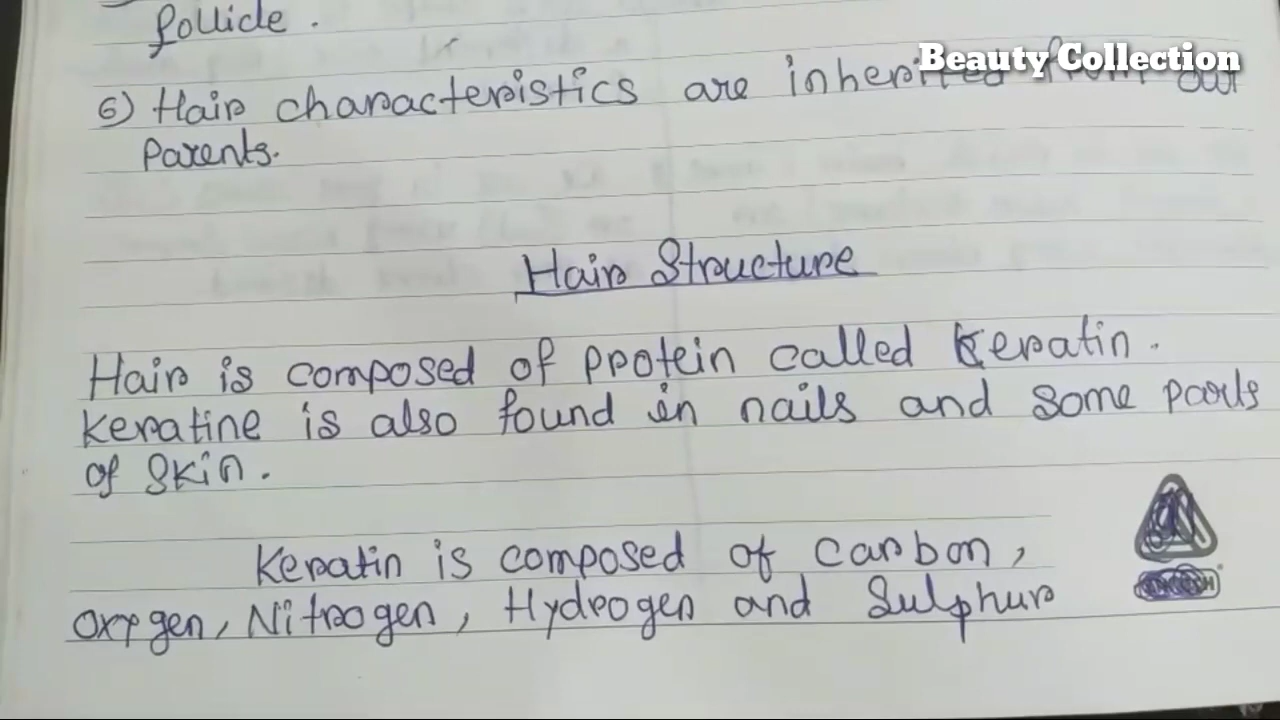 follicle.
Beauty Collection
6) Hair characteristics are inherited from our
Parents.
Hair Structure
Hair is composed of protein called Keratin.
Keratine is also found in nails and some parts
of Skin.
Keratin is composed of Carbon,
Oxygen, Nitrogen, Hydrogen and Sulphur